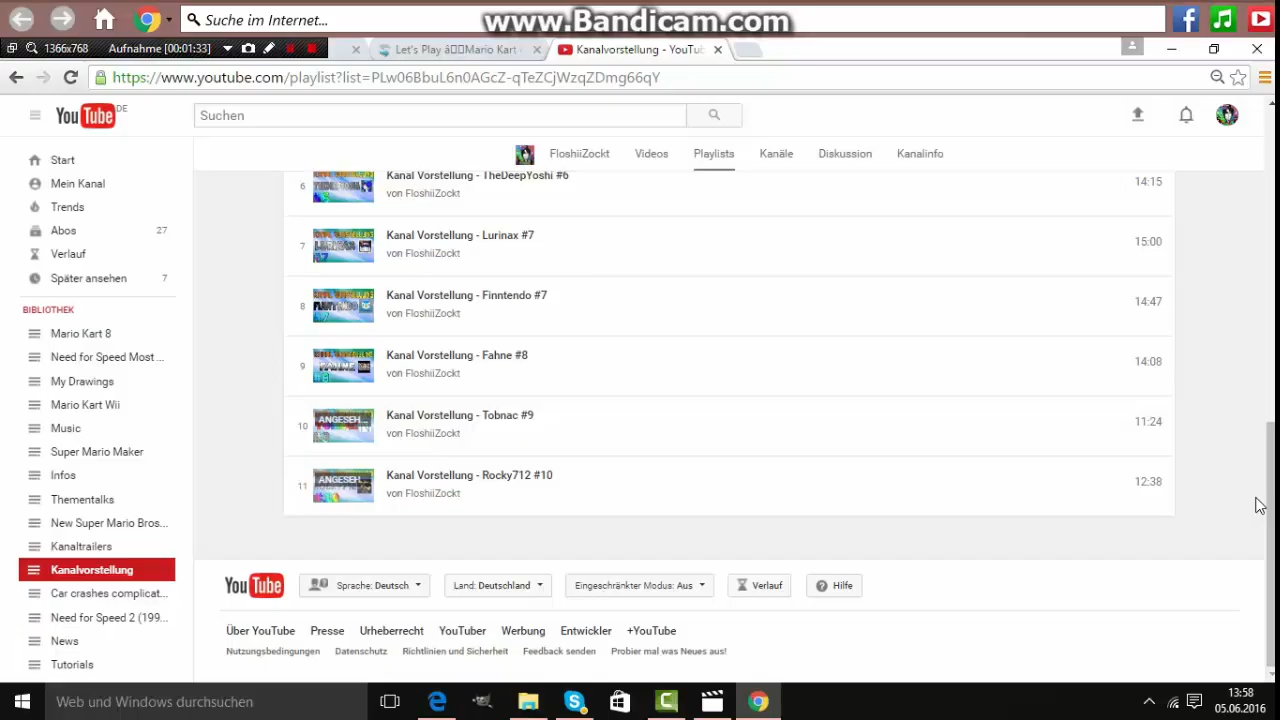 Suche im Internet...
www.Bandicam.com
1366x768 Aufnahme [00:01:33]
Let's Play â Mario Kart
Kanalvorstellung - YouTub
https://www.youtube.com/playlist?list=PLw06BbuL6n0AGcZ-qTeZCjWzqZDmg66qY
YouTube DE
Suchen
FloshiiZockt Videos Playlists Kanäle Diskussion Kanalinfo
Start
Mein Kanal
Trends
Abos 27
Verlauf
Später ansehen 7
BIBLIOTHEK
Mario Kart 8
Need for Speed Most ...
My Drawings
Mario Kart Wii
Music
Super Mario Maker
Infos
Thementalks
New Super Mario Bros...
Kanaltrailers
Kanalvorstellung
Car crashes complicat...
Need for Speed 2 (199...
News
Tutorials
6 Kanal Vorstellung - TheDeepYoshi #6 14:15
von FloshiiZockt
7 Kanal Vorstellung - Lurinax #7 15:00
von FloshiiZockt
8 Kanal Vorstellung - Finntendo #7 14:47
von FloshiiZockt
9 Kanal Vorstellung - Fahne #8 14:08
von FloshiiZockt
10 ANGESEH... Kanal Vorstellung - Tobnac #9 11:24
von FloshiiZockt
11 ANGESEH... Kanal Vorstellung - Rocky712 #10 12:38
von FloshiiZockt
YouTube Sprache: Deutsch Land: Deutschland Eingeschränkter Modus: Aus Verlauf Hilfe
Über YouTube Presse Urheberrecht YouTuber Werbung Entwickler +YouTube
Nutzungsbedingungen Datenschutz Richtlinien und Sicherheit Feedback senden Probier mal was Neues aus!
Web und Windows durchsuchen
13:58
05.06.2016